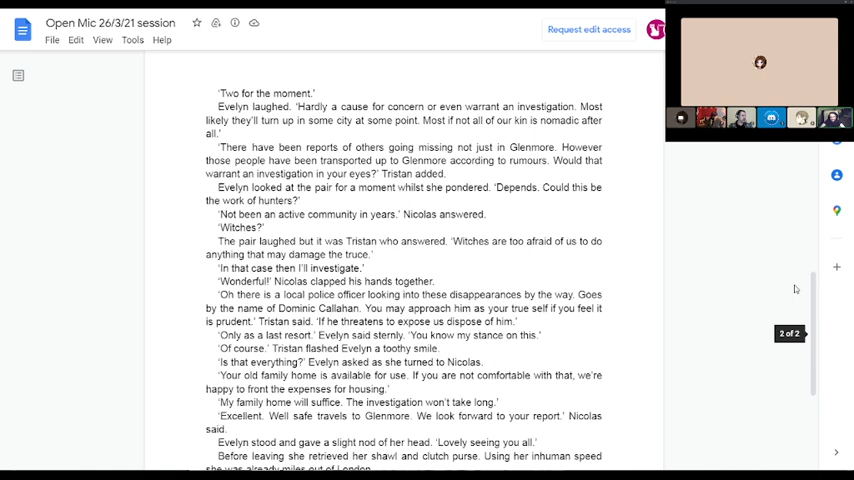 Open Mic 26/3/21 session
File Edit View Tools Help
Request edit access
'Two for the moment.'
Evelyn laughed. 'Hardly a cause for concern or even warrant an investigation. Most
likely they'll turn up in some city at some point. Most if not all of our kin is nomadic after
all.'
'There have been reports of others going missing not just in Glenmore. However
those people have been transported up to Glenmore according to rumours. Would that
warrant an investigation in your eyes?' Tristan added.
Evelyn looked at the pair for a moment whilst she pondered. 'Depends. Could this be
the work of hunters?'
'Not been an active community in years.' Nicolas answered.
'Witches?'
The pair laughed but it was Tristan who answered. 'Witches are too afraid of us to do
anything that may damage the truce.'
'In that case then I'll investigate.'
'Wonderful!' Nicolas clapped his hands together.
'Oh there is a local police officer looking into these disappearances by the way. Goes
by the name of Dominic Callahan. You may approach him as your true self if you feel it
is prudent.' Tristan said. 'If he threatens to expose us dispose of him.'
'Only as a last resort.' Evelyn said sternly. 'You know my stance on this.'
'Of course.' Tristan flashed Evelyn a toothy smile.
'Is that everything?' Evelyn asked as she turned to Nicolas.
'Your old family home is available for use. If you are not comfortable with that, we're
happy to front the expenses for housing.'
'My family home will suffice. The investigation won't take long.'
'Excellent. Well safe travels to Glenmore. We look forward to your report.' Nicolas
said.
Evelyn stood and gave a slight nod of her head. 'Lovely seeing you all.'
Before leaving she retrieved her shawl and clutch purse. Using her inhuman speed
she was already miles out of London.
2 of 2